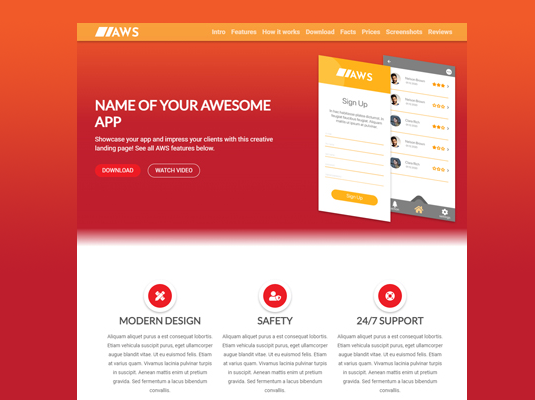 AWS
Intro Features How it works Download Facts Prices Screenshots Reviews
NAME OF YOUR AWESOME
APP
Showcase your app and impress your clients with this creative
landing page! See all AWS features below.
DOWNLOAD WATCH VIDEO
AWS
Sign Up
Sign Up
MODERN DESIGN
Aliquam aliquet purus a est consequat lobortis.
Etiam vehicula suscipit purus, eget ullamcorper
augue blandit vitae. Ut eu euismod felis. Etiam
at varius quam. Vivamus lacinia pulvinar turpis
in suscipit. Aenean mattis enim ut pretium
gravida. Sed fermentum a lacus bibendum
convallis.
SAFETY
Aliquam aliquet purus a est consequat lobortis.
Etiam vehicula suscipit purus, eget ullamcorper
augue blandit vitae. Ut eu euismod felis. Etiam
at varius quam. Vivamus lacinia pulvinar turpis
in suscipit. Aenean mattis enim ut pretium
gravida. Sed fermentum a lacus bibendum
convallis.
24/7 SUPPORT
Aliquam aliquet purus a est consequat lobortis.
Etiam vehicula suscipit purus, eget ullamcorper
augue blandit vitae. Ut eu euismod felis. Etiam
at varius quam. Vivamus lacinia pulvinar turpis
in suscipit. Aenean mattis enim ut pretium
gravida. Sed fermentum a lacus bibendum
convallis.